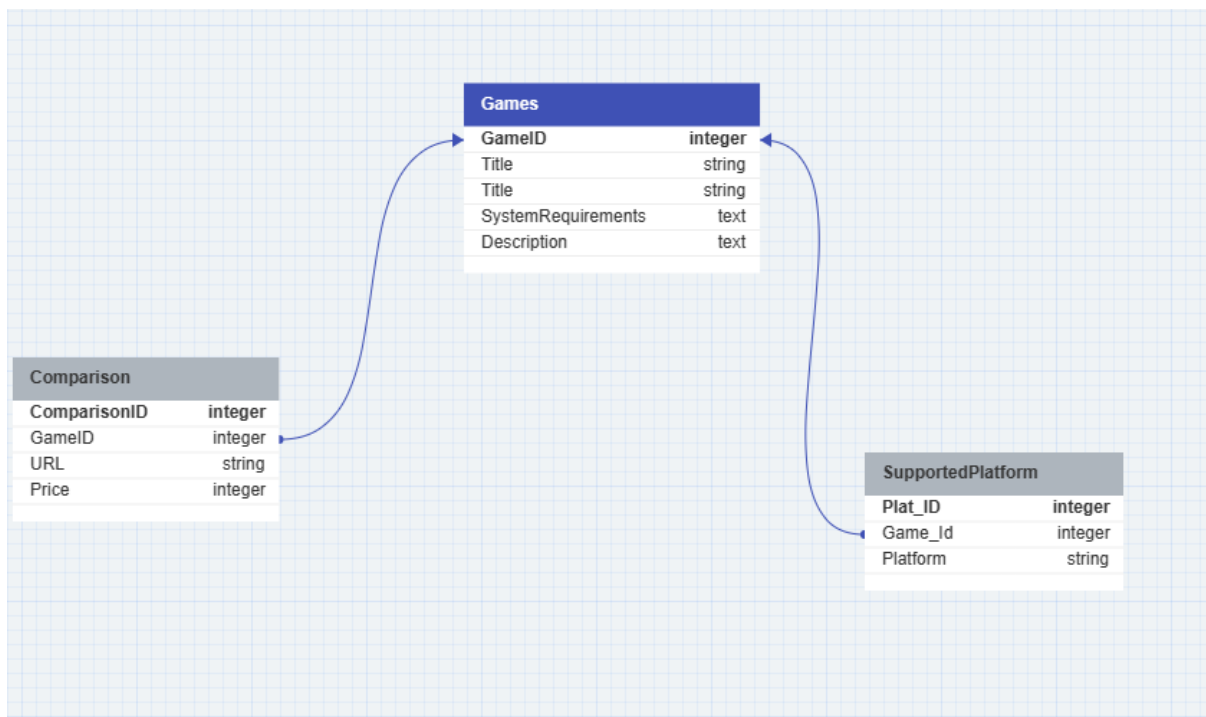 Games
GameID integer
Title string
Title string
SystemRequirements text
Description text
Comparison
ComparisonID integer
GameID integer
URL string
Price integer
SupportedPlatform
Plat_ID integer
Game_Id integer
Platform string